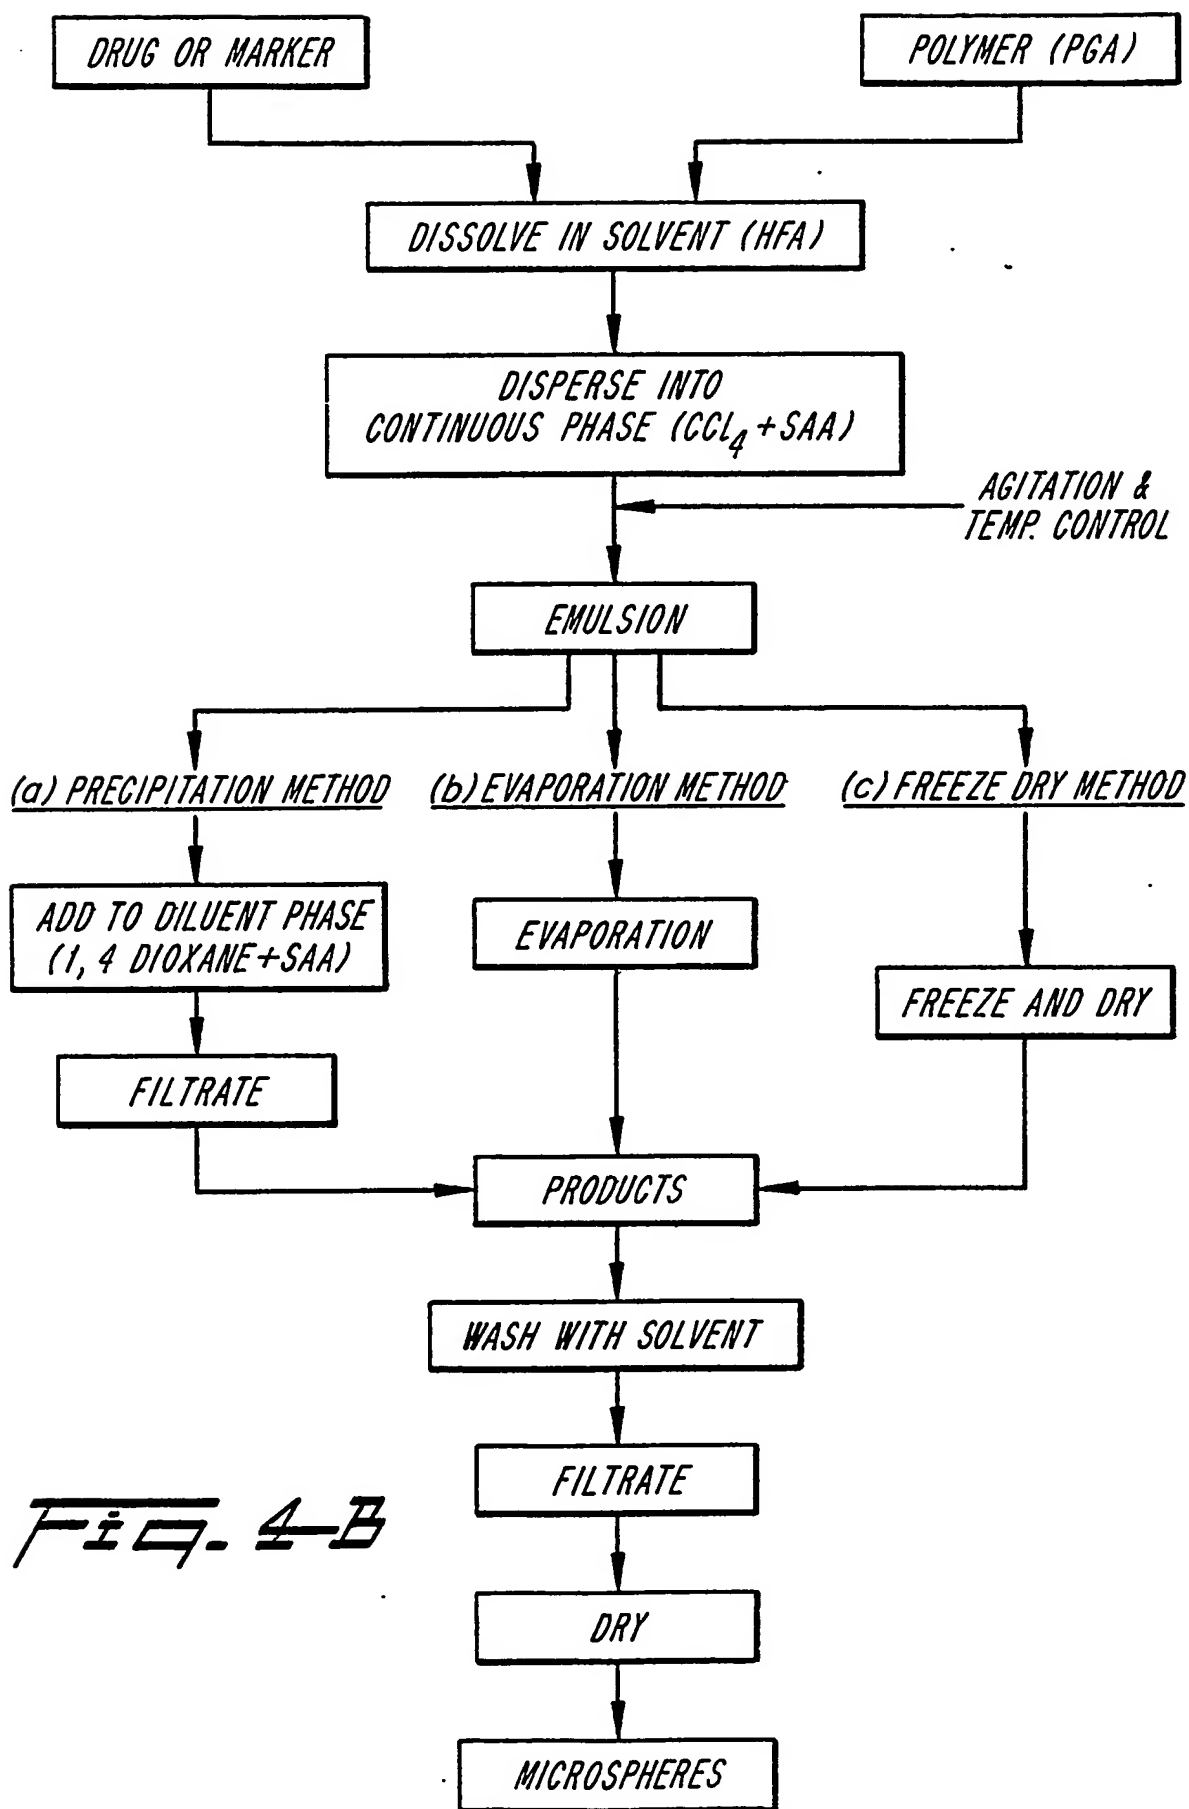 DRUG OR MARKER
POLYMER (PGA)
DISSOLVE IN SOLVENT (HFA)
DISPERSE INTO
CONTINUOUS PHASE (CCL4+SAA)
AGITATION &
TEMP. CONTROL
EMULSION
(a) PRECIPITATION METHOD
(b) EVAPORATION METHOD
(c) FREEZE DRY METHOD
ADD TO DILUENT PHASE
(1, 4 DIOXANE+SAA)
EVAPORATION
FREEZE AND DRY
FILTRATE
PRODUCTS
WASH WITH SOLVENT
FILTRATE
Fig. 4-B
DRY
MICROSPHERES